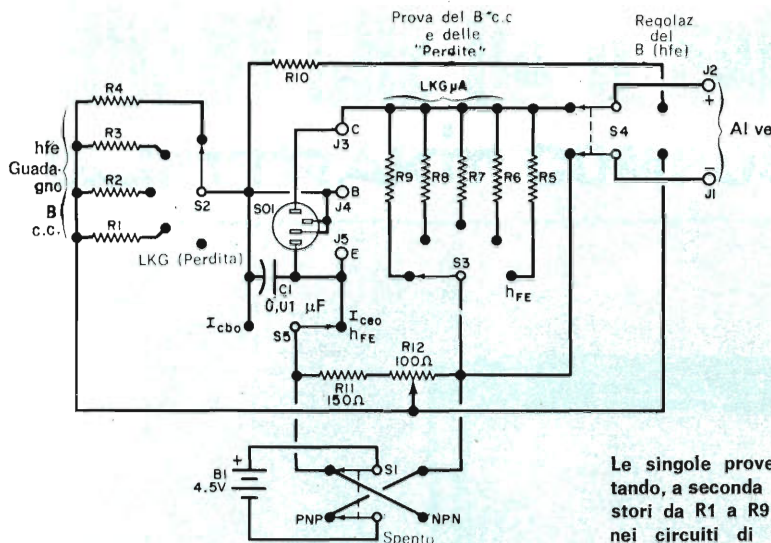 Prova del B c.c
e delle
"Perdite"
Regolaz
del
B (hfe)
R10
J2
+
R4
LKG µA
C
J3
S4
Al ve
hfe
Guada-
gno
B
c.c.
R3
R2
R1
S2
SO1
B
J4
R9
R8
R7
R6
R5
J1
LKG (Perdita)
J5
E
S3
hFE
C1
0,01 µF
Icbo
Iceo
hFE
S5
R12
100Ω
R11
150Ω
+
B1
4.5V
S1
PNP
NPN
Spento
Le singole prove
tando, a seconda
stori da R1 a R9
nei circuiti di